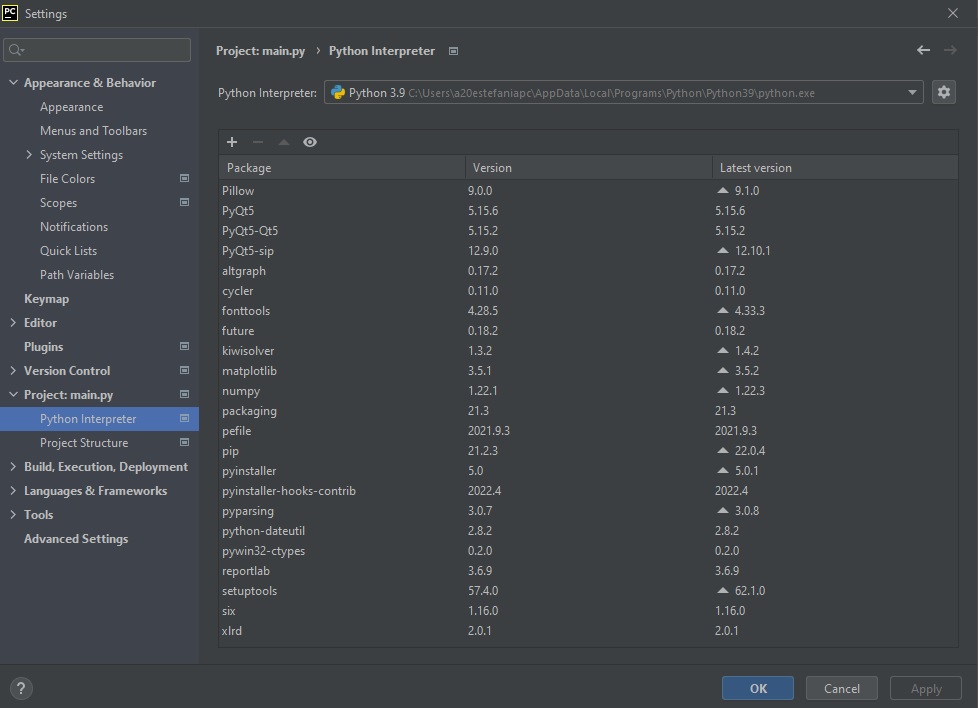 PC Settings
Appearance & Behavior
Appearance
Menus and Toolbars
System Settings
File Colors
Scopes
Notifications
Quick Lists
Path Variables
Keymap
Editor
Plugins
Version Control
Project: main.py
Python Interpreter
Project Structure
Build, Execution, Deployment
Languages & Frameworks
Tools
Advanced Settings
Project: main.py › Python Interpreter
Python Interpreter: Python 3.9 C:\Users\a20estefaniapc\AppData\Local\Programs\Python\Python39\python.exe
Package Version Latest version
Pillow 9.0.0 9.1.0
PyQt5 5.15.6 5.15.6
PyQt5-Qt5 5.15.2 5.15.2
PyQt5-sip 12.9.0 12.10.1
altgraph 0.17.2 0.17.2
cycler 0.11.0 0.11.0
fonttools 4.28.5 4.33.3
future 0.18.2 0.18.2
kiwisolver 1.3.2 1.4.2
matplotlib 3.5.1 3.5.2
numpy 1.22.1 1.22.3
packaging 21.3 21.3
pefile 2021.9.3 2021.9.3
pip 21.2.3 22.0.4
pyinstaller 5.0 5.0.1
pyinstaller-hooks-contrib 2022.4 2022.4
pyparsing 3.0.7 3.0.8
python-dateutil 2.8.2 2.8.2
pywin32-ctypes 0.2.0 0.2.0
reportlab 3.6.9 3.6.9
setuptools 57.4.0 62.1.0
six 1.16.0 1.16.0
xlrd 2.0.1 2.0.1
? OK Cancel Apply